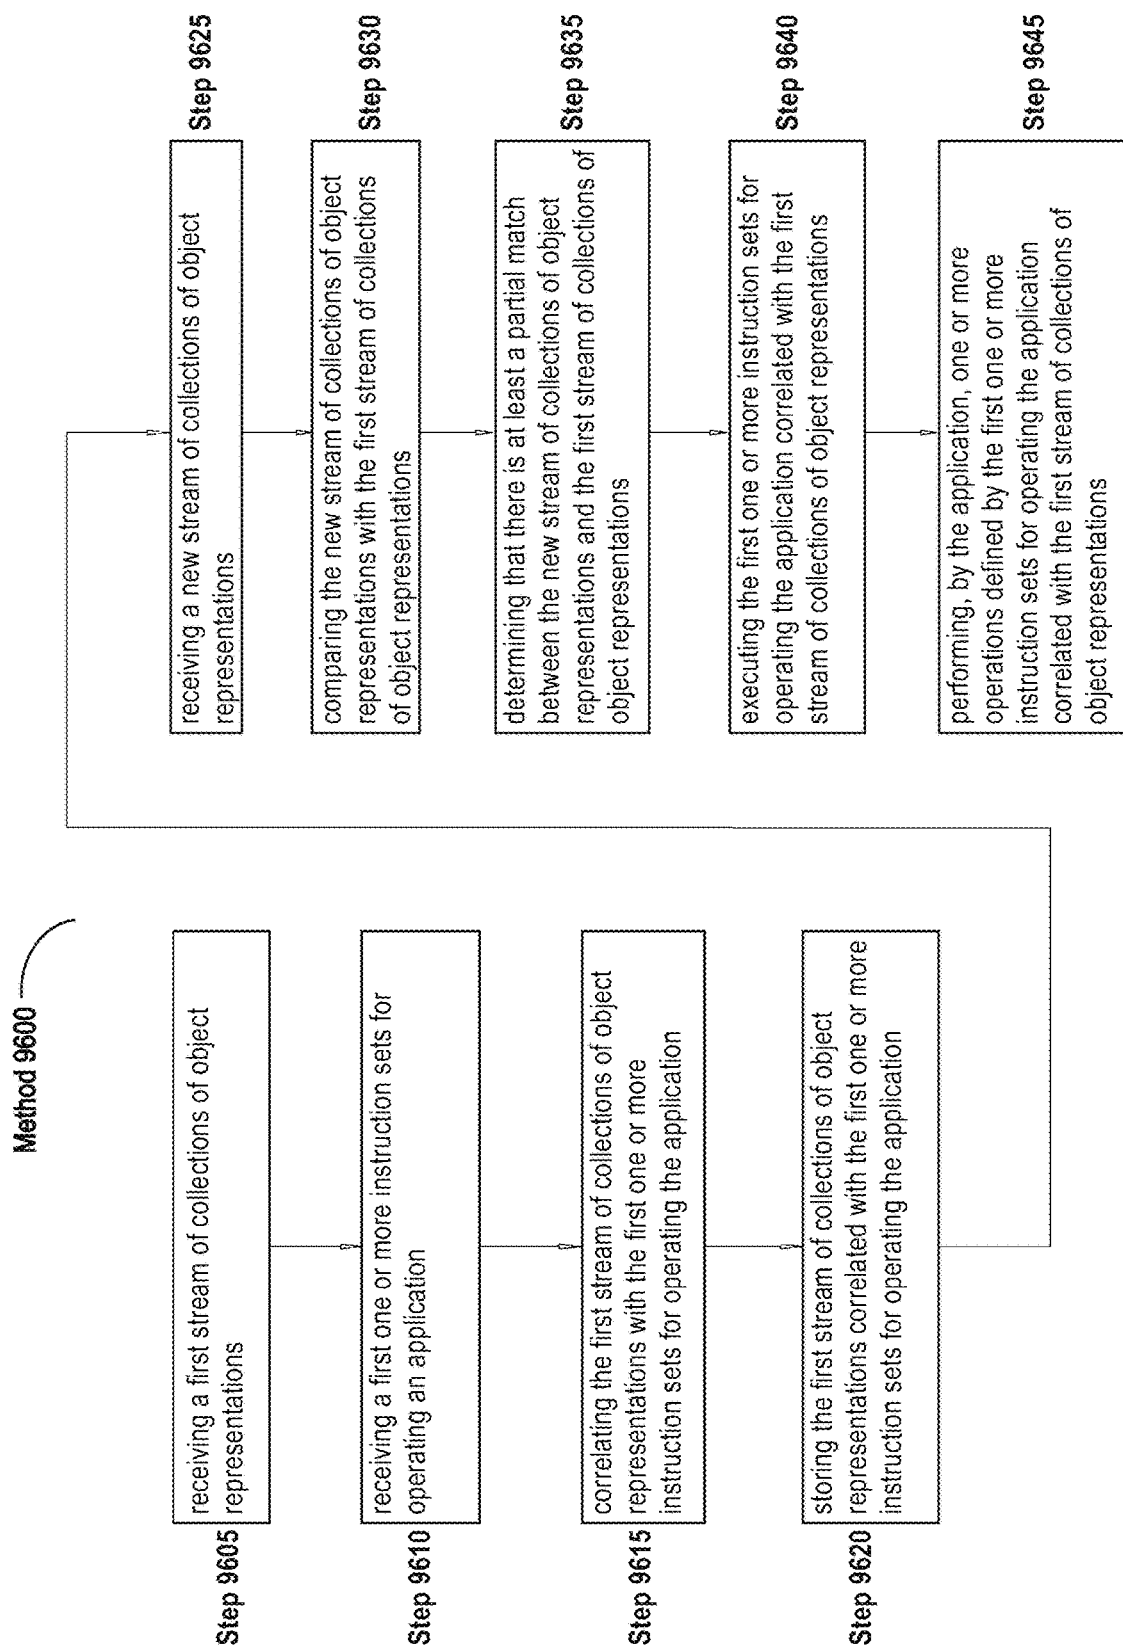 Method 9600
Step 9605
receiving a first stream of collections of object
representations
Step 9610
receiving a first one or more instruction sets for
operating an application
Step 9615
correlating the first stream of collections of object
representations with the first one or more
instruction sets for operating the application
Step 9620
storing the first stream of collections of object
representations correlated with the first one or more
instruction sets for operating the application
Step 9625
receiving a new stream of collections of object
representations
Step 9630
comparing the new stream of collections of object
representations with the first stream of collections
of object representations
Step 9635
determining that there is at least a partial match
between the new stream of collections of object
representations and the first stream of collections of
object representations
Step 9640
executing the first one or more instruction sets for
operating the application correlated with the first
stream of collections of object representations
Step 9645
performing, by the application, one or more
operations defined by the first one or more
instruction sets for operating the application
correlated with the first stream of collections of
object representations